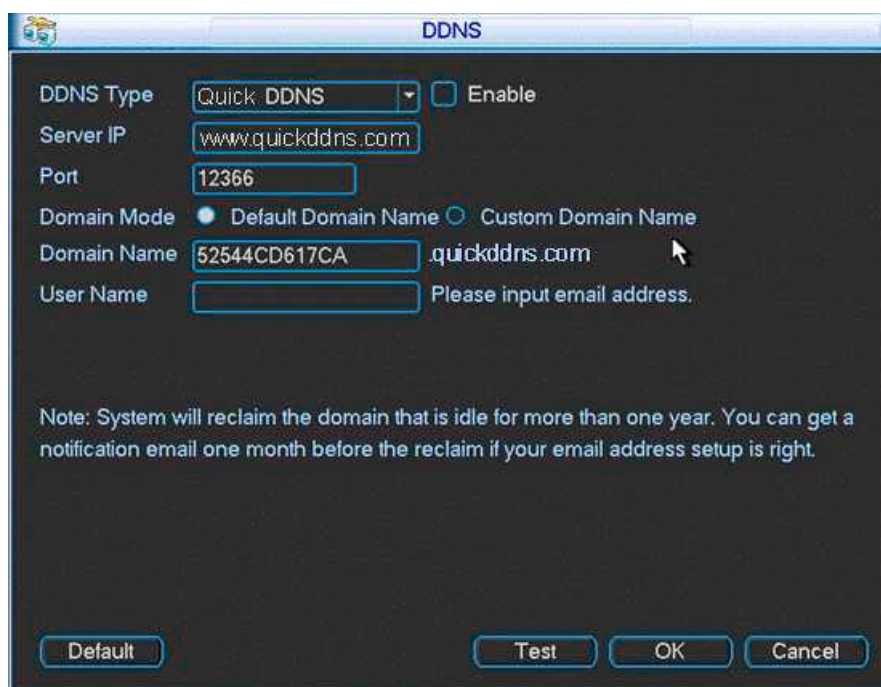 DDNS
DDNS Type Quick DDNS Enable
Server IP www.quickddns.com
Port 12366
Domain Mode Default Domain Name Custom Domain Name
Domain Name 52544CD617CA .quickddns.com
User Name Please input email address.
Note: System will reclaim the domain that is idle for more than one year. You can get a
notification email one month before the reclaim if your email address setup is right.
Default Test OK Cancel